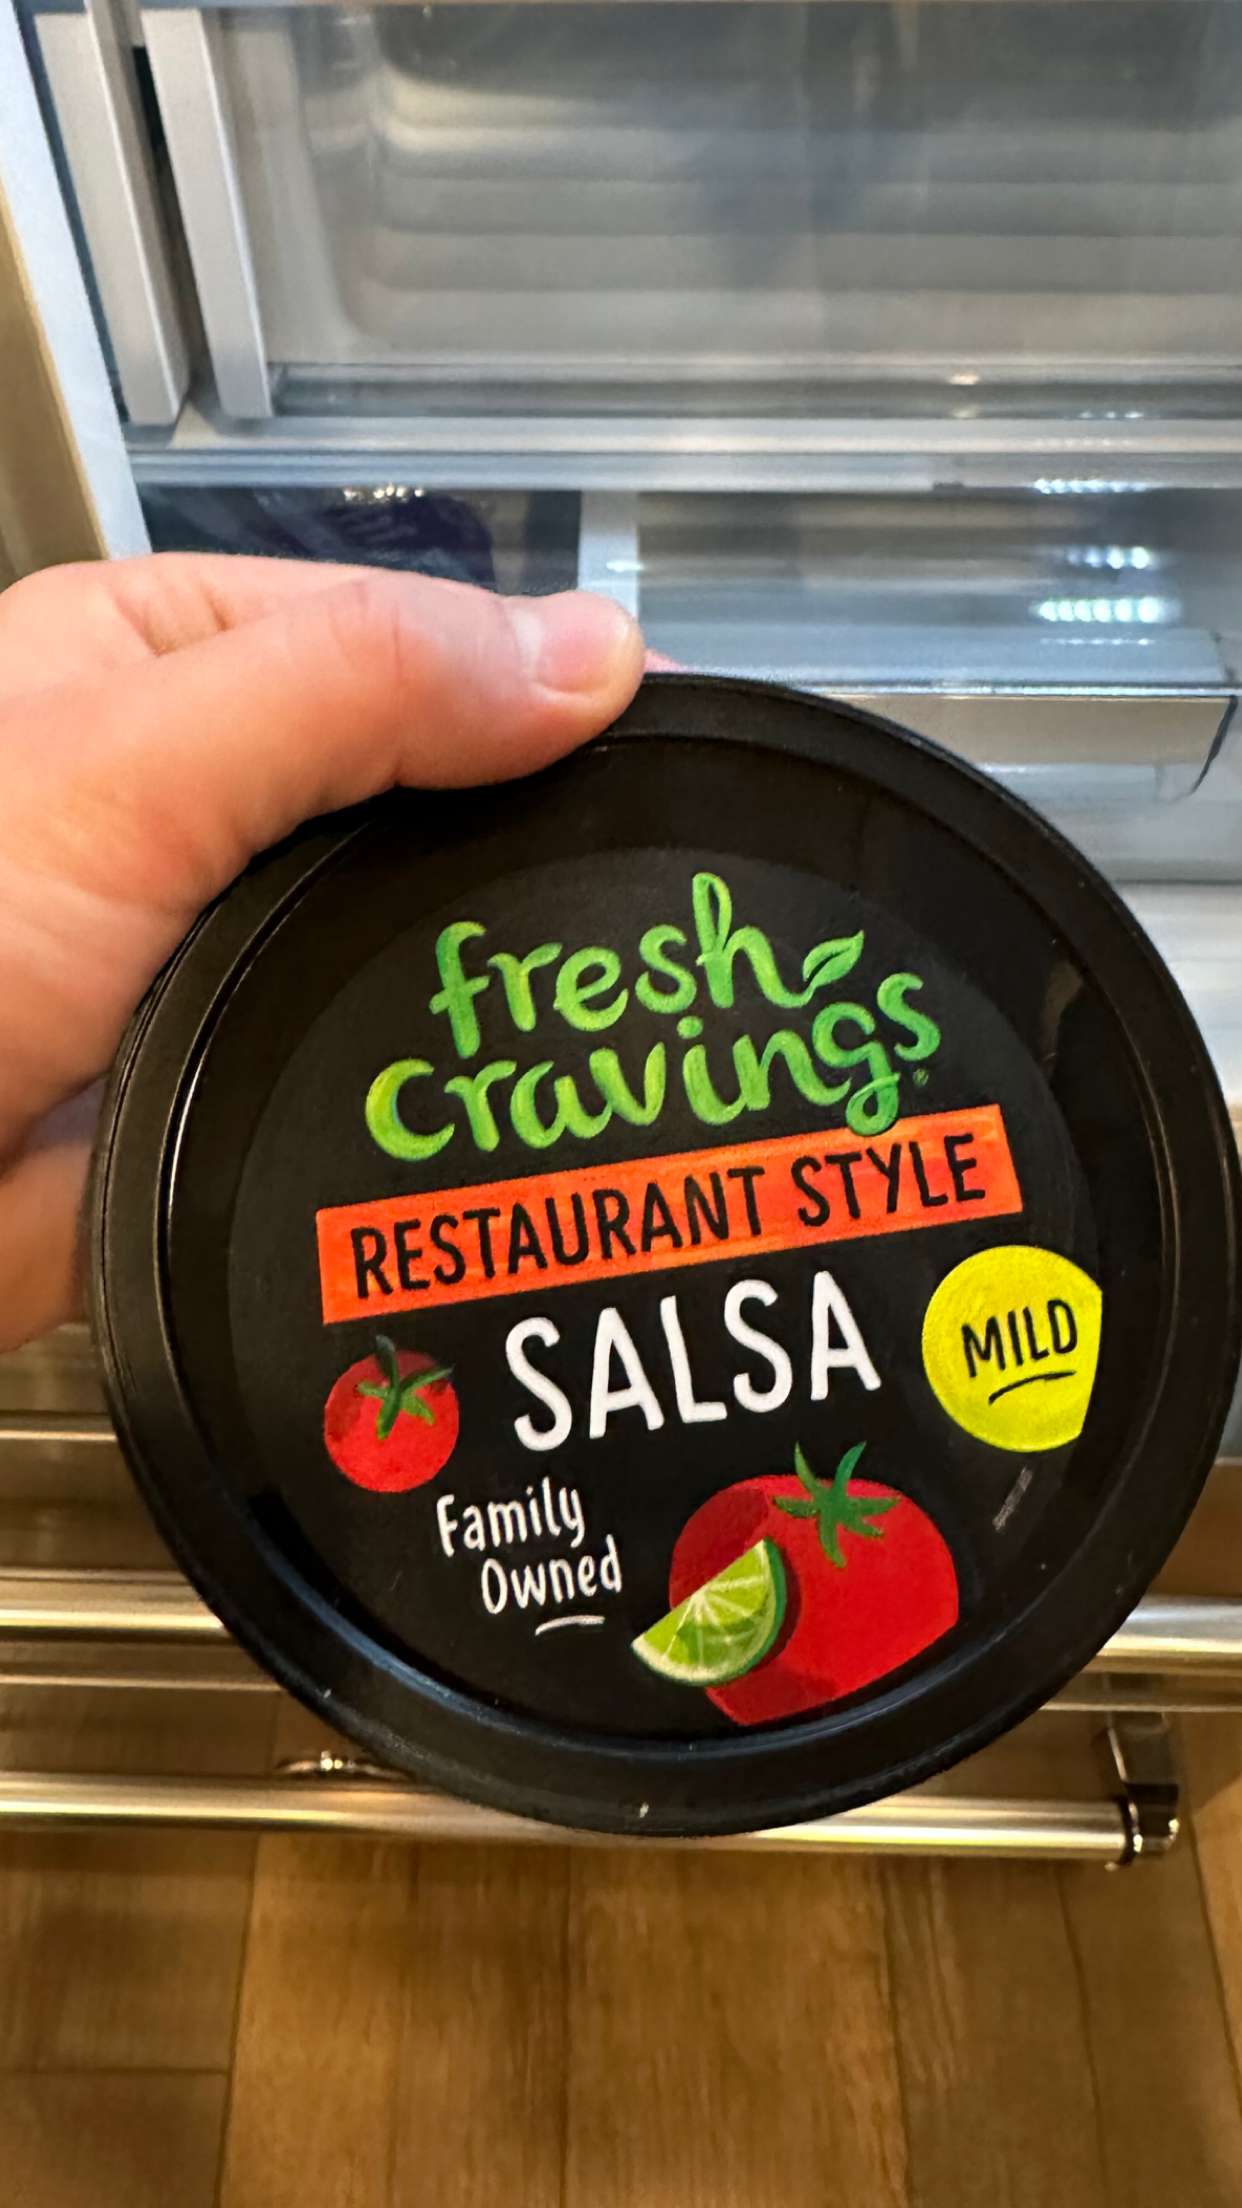 fresh
cravings®
RESTAURANT STYLE
SALSA
MILD
Family
Owned